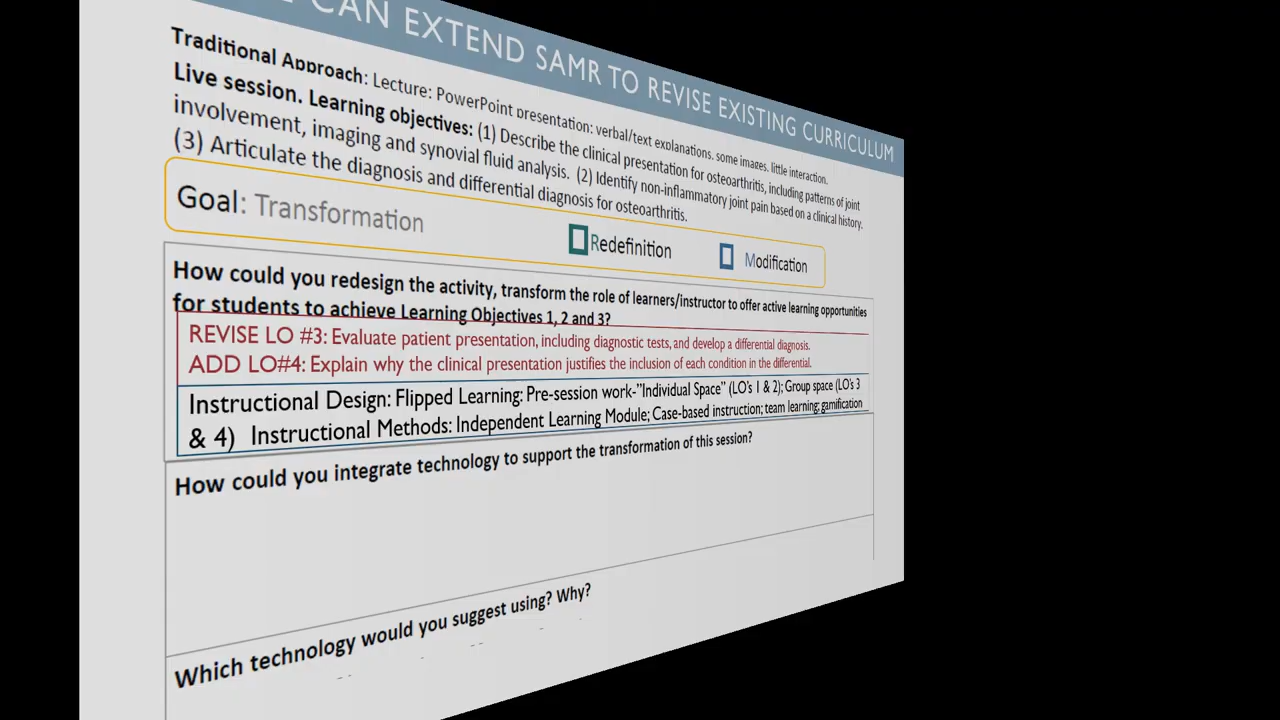 CAN EXTEND SAMR TO REVISE EXISTING CURRICULUM
Traditional Approach: Lecture: PowerPoint presentation: verbal/text explanations, some images, little interaction.
Live session. Learning objectives: (1) Describe the clinical presentation for osteoarthritis, including patterns of joint
involvement, imaging and synovial fluid analysis. (2) Identify non-inflammatory joint pain based on a clinical history.
(3) Articulate the diagnosis and differential diagnosis for osteoarthritis.
Goal: Transformation Redefinition Modification
How could you redesign the activity, transform the role of learners/instructor to offer active learning opportunities
for students to achieve Learning Objectives 1, 2 and 3?
REVISE LO #3: Evaluate patient presentation, including diagnostic tests, and develop a differential diagnosis.
ADD LO#4: Explain why the clinical presentation justifies the inclusion of each condition in the differential.
Instructional Design: Flipped Learning: Pre-session work-"Individual Space" (LO's 1 & 2); Group space (LO's 3
& 4) Instructional Methods: Independent Learning Module; Case-based instruction; team learning; gamification
How could you integrate technology to support the transformation of this session?
Which technology would you suggest using? Why?